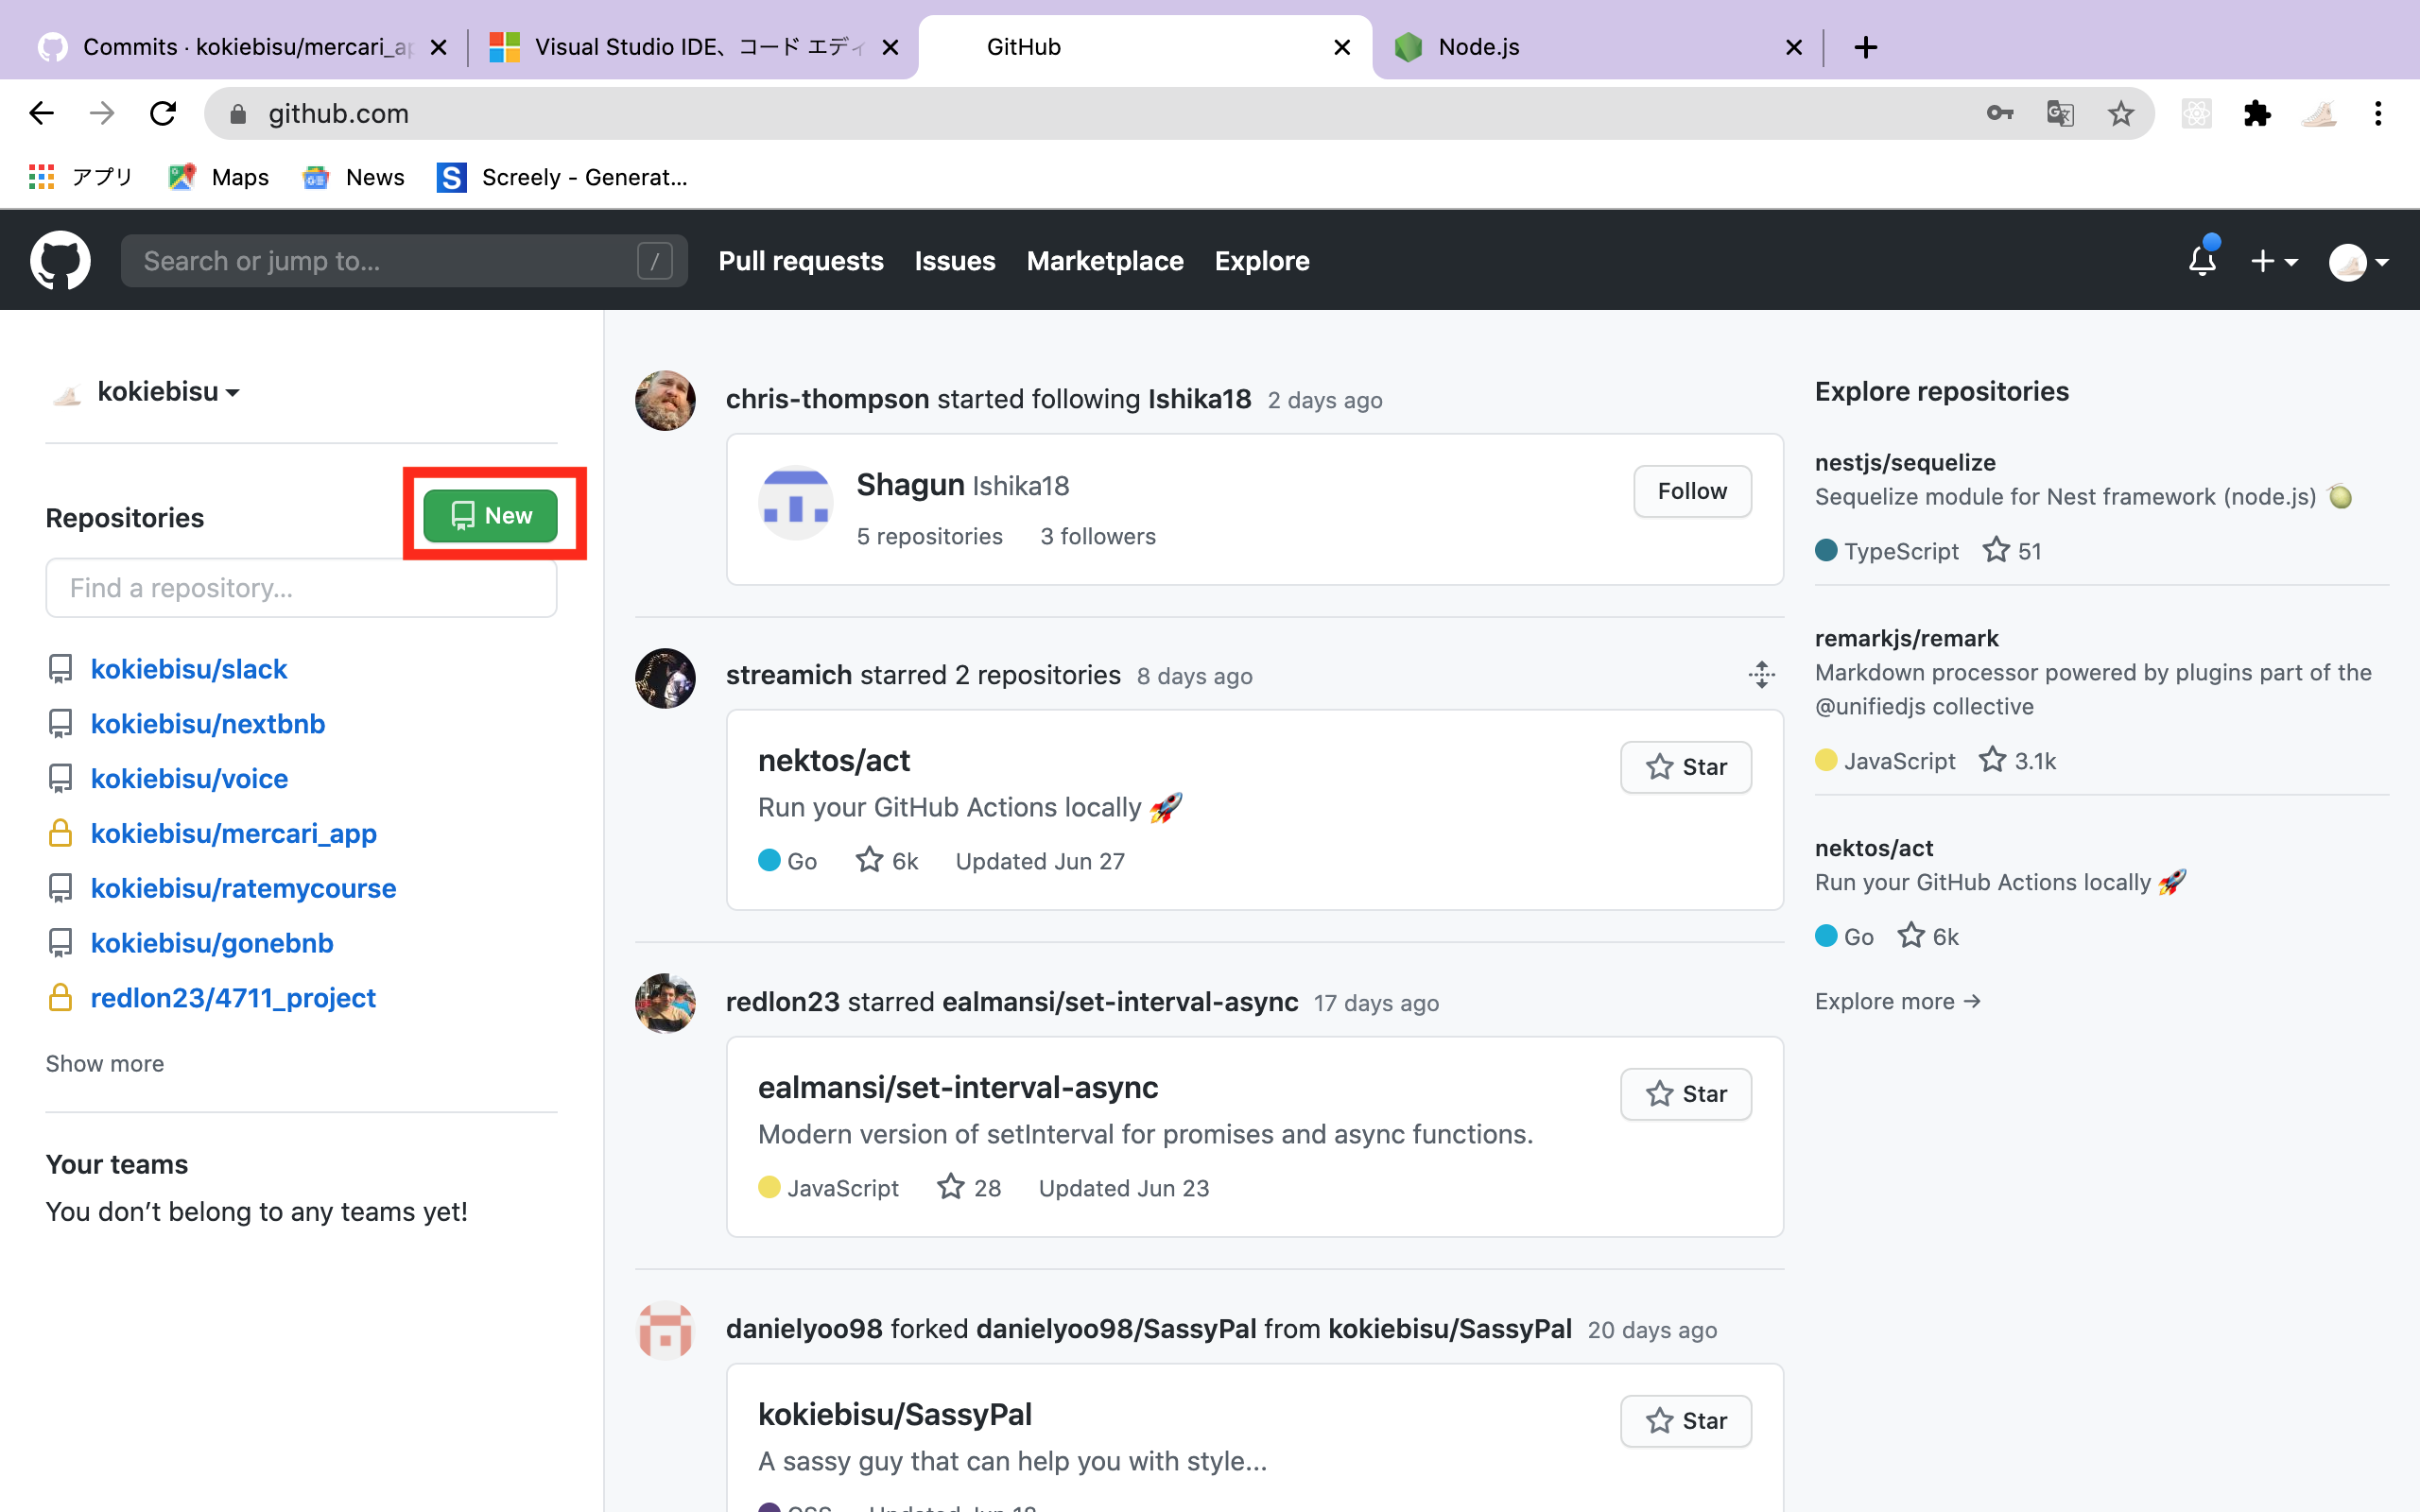 Commits · kokiebisu/mercari_ap
Visual Studio IDE、コード エディ
GitHub
Node.js
github.com
アプリ
Maps
News
Screely - Generat...
Search or jump to...
/
Pull requests
Issues
Marketplace
Explore
kokiebisu
Repositories
New
Find a repository...
kokiebisu/slack
kokiebisu/nextbnb
kokiebisu/voice
kokiebisu/mercari_app
kokiebisu/ratemycourse
kokiebisu/gonebnb
redlon23/4711_project
Show more
Your teams
You don’t belong to any teams yet!
chris-thompson started following Ishika18 2 days ago
Shagun Ishika18
Follow
5 repositories 3 followers
streamich starred 2 repositories 8 days ago
nektos/act
Star
Run your GitHub Actions locally 🚀
Go 6k Updated Jun 27
redlon23 starred ealmansi/set-interval-async 17 days ago
ealmansi/set-interval-async
Star
Modern version of setInterval for promises and async functions.
JavaScript 28 Updated Jun 23
danielyoo98 forked danielyoo98/SassyPal from kokiebisu/SassyPal 20 days ago
kokiebisu/SassyPal
Star
A sassy guy that can help you with style...
Explore repositories
nestjs/sequelize
Sequelize module for Nest framework (node.js) 🍈
TypeScript 51
remarkjs/remark
Markdown processor powered by plugins part of the
@unifiedjs collective
JavaScript 3.1k
nektos/act
Run your GitHub Actions locally 🚀
Go 6k
Explore more →